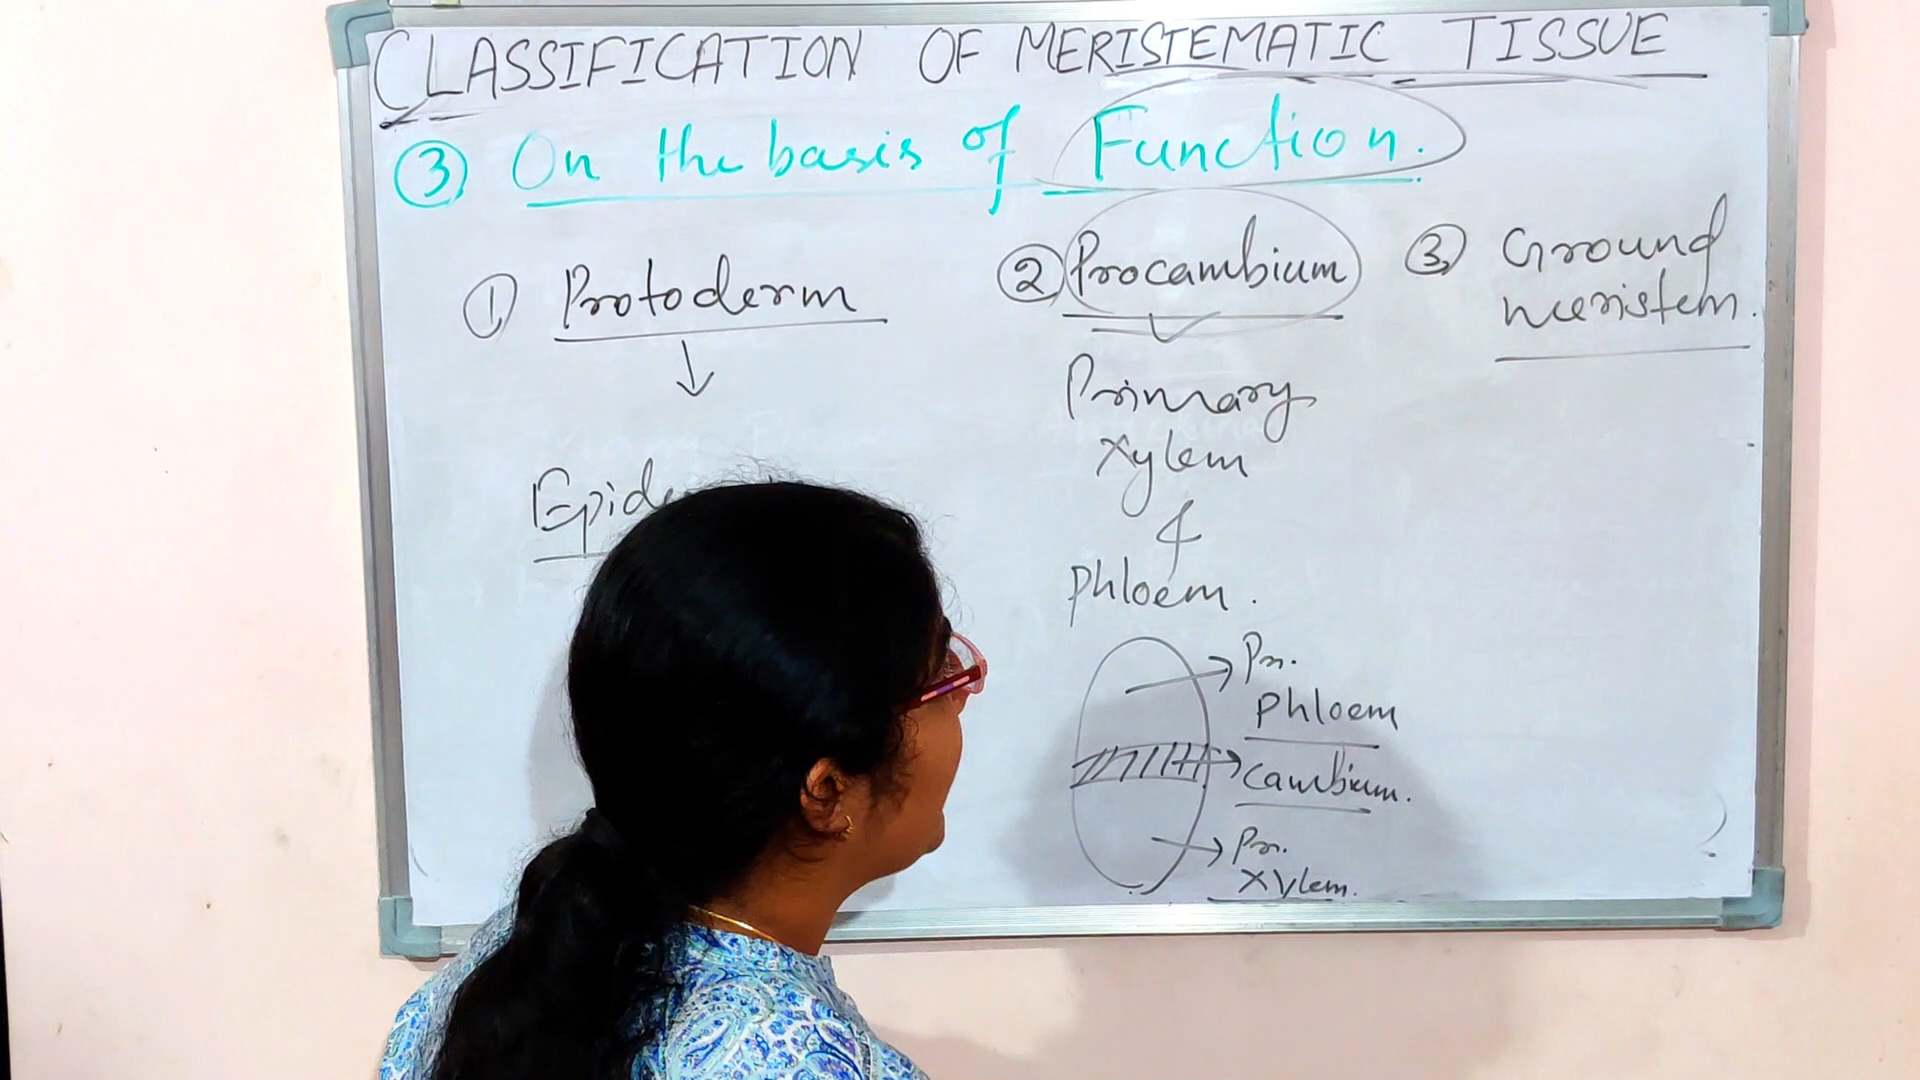 CLASSIFICATION OF MERISTEMATIC TISSUE
③ On the basis of Function.
① Protoderm
② Procambium
③ Ground
meristem.
↓
Primary
xylem
&
Phloem.
Pr.
Phloem
cambium.
Pr.
Xylem.